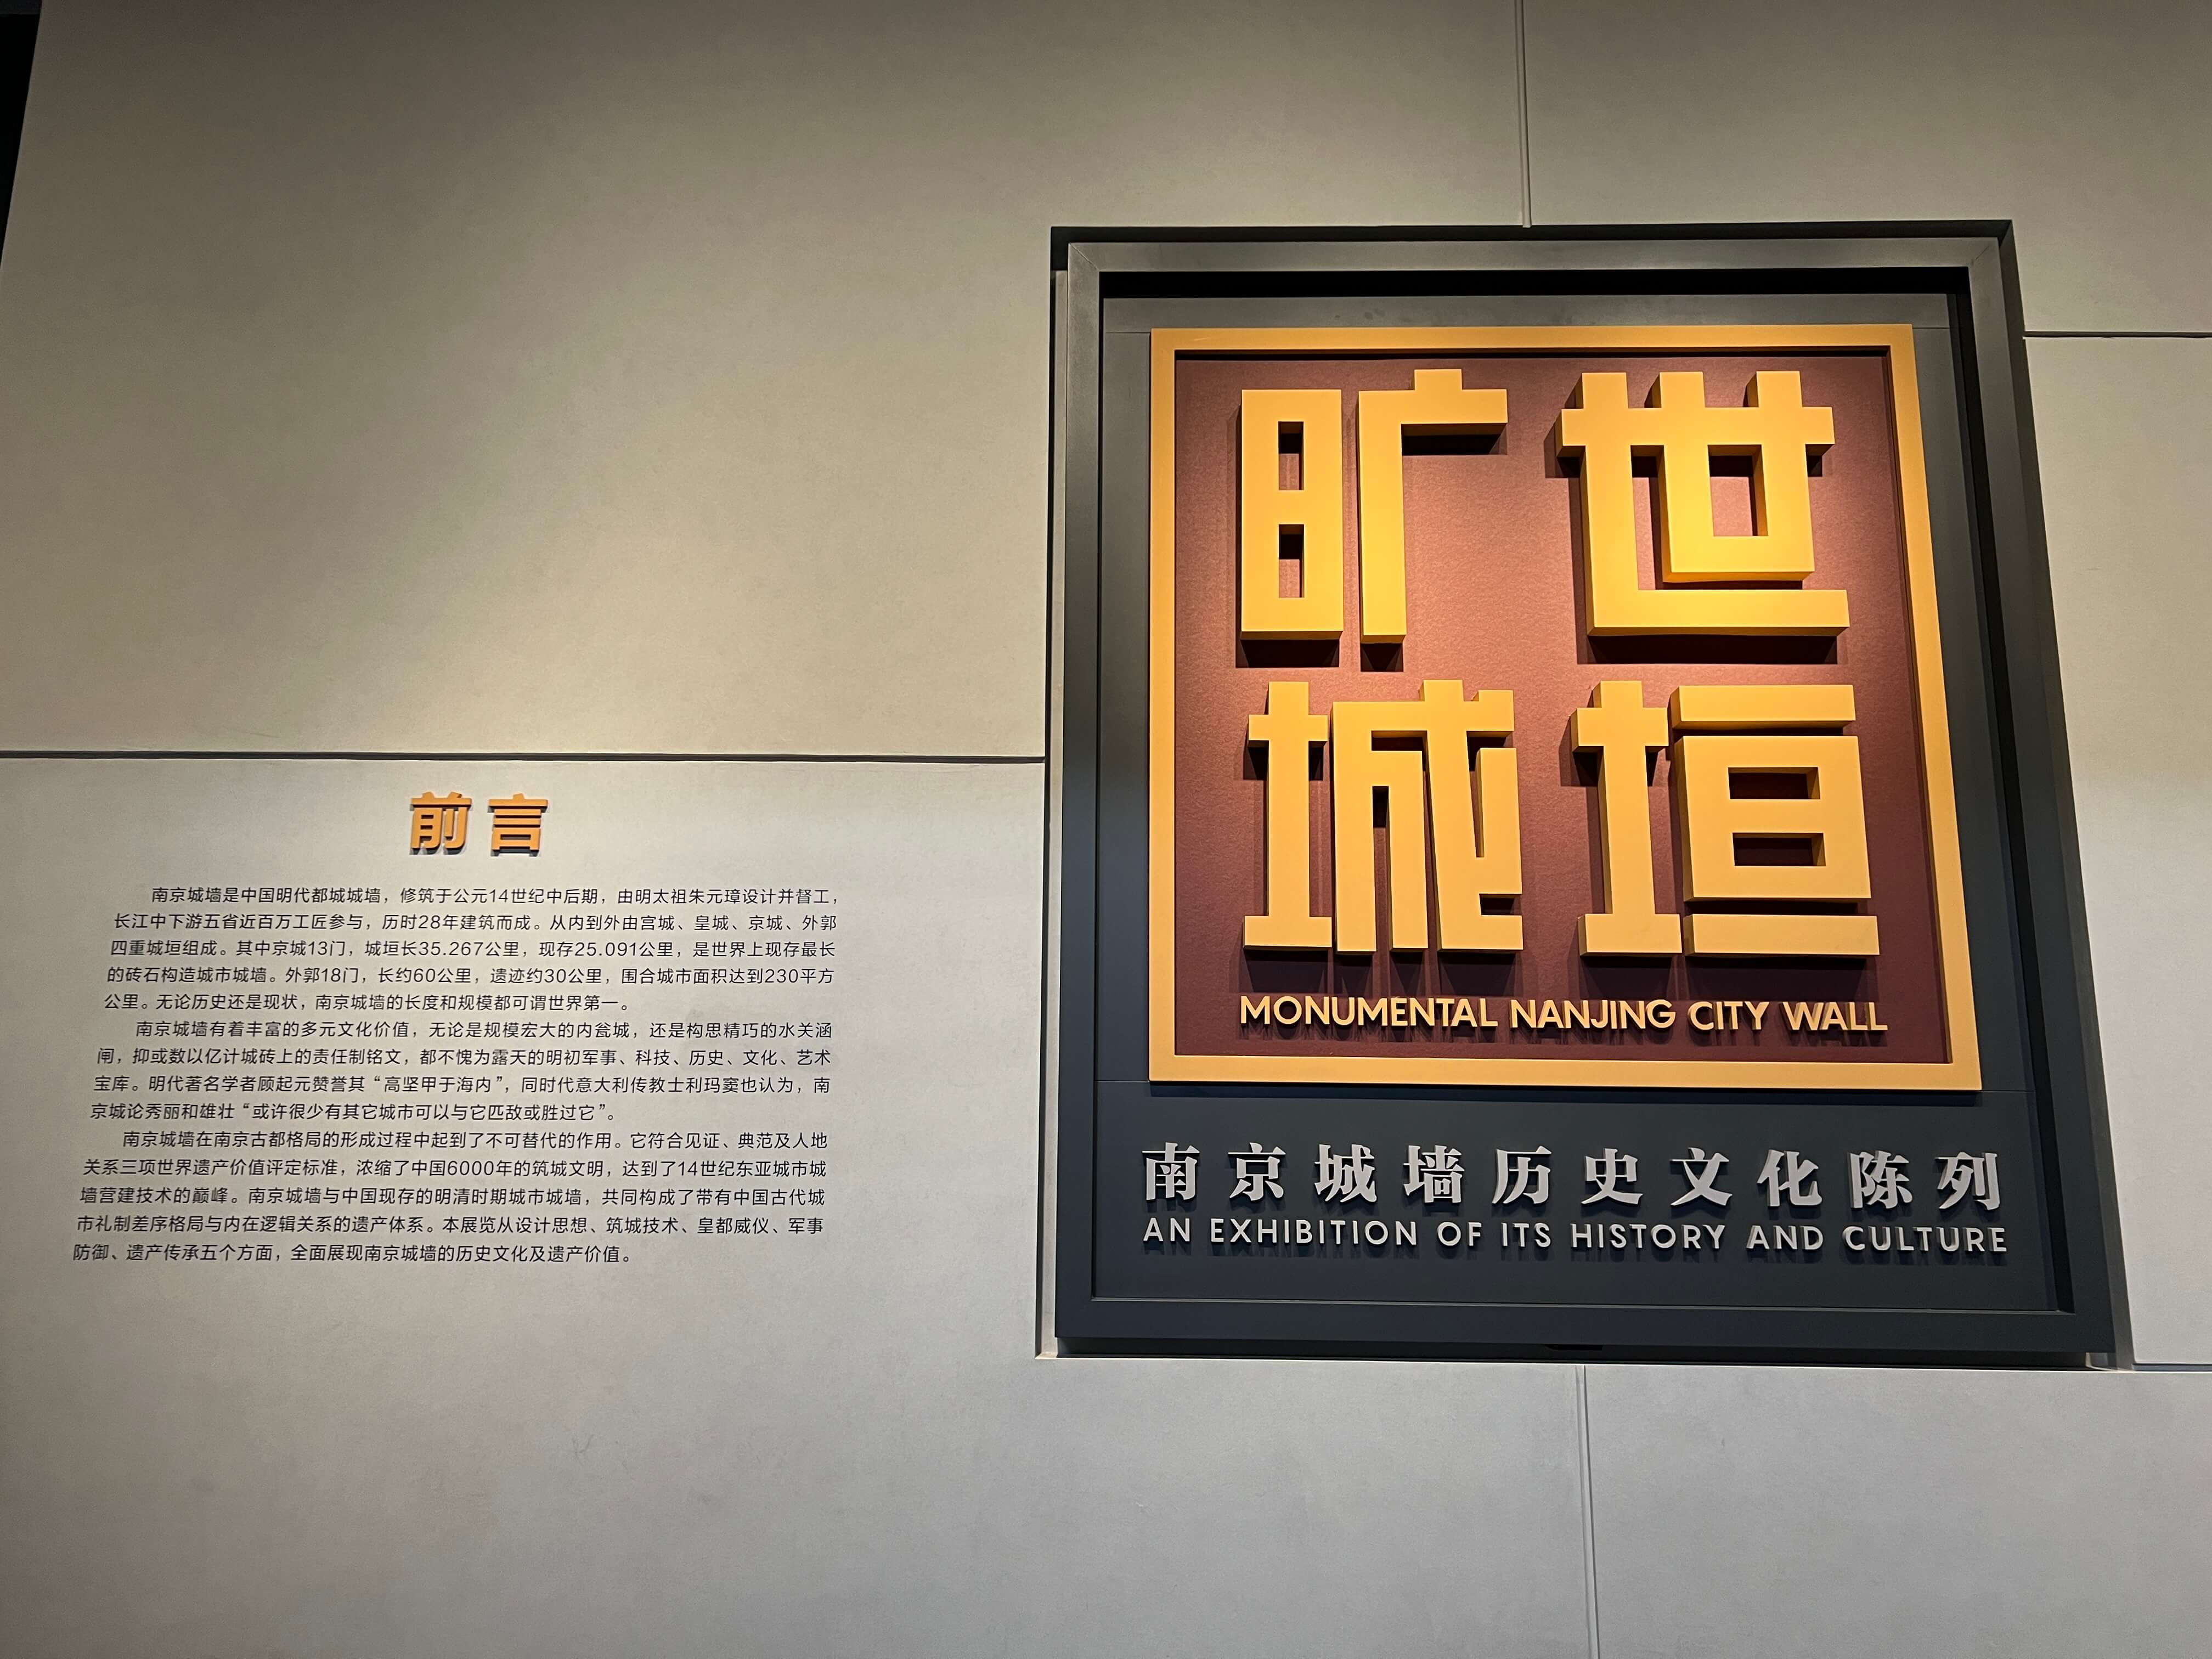 前言
南京城墙是中国明代都城城墙，修筑于公元14世纪中后期，由明太祖朱元璋设计并督工，
长江中下游五省近百万工匠参与，历时28年建筑而成。从内到外由宫城、皇城、京城、外郭
四重城垣组成。其中京城13门，城垣长35.267公里，现存25.091公里，是世界上现存最长
的砖石构造城市城墙。外郭18门，长约60公里，遗迹约30公里，围合城市面积达到230平方
公里。无论历史还是现状，南京城墙的长度和规模都可谓世界第一。
南京城墙有着丰富的多元文化价值，无论是规模宏大的内瓮城，还是构思精巧的水关涵
闸，抑或数以亿计城砖上的责任制铭文，都不愧为露天的明初军事、科技、历史、文化、艺术
宝库。明代著名学者顾起元赞誉其“高坚甲于海内”，同时代意大利传教士利玛窦也认为，南
京城论秀丽和雄壮“或许很少有其它城市可以与它匹敌或胜过它”。
南京城墙在南京古都格局的形成过程中起到了不可替代的作用。它符合见证、典范及人地
关系三项世界遗产价值评定标准，浓缩了中国6000年的筑城文明，达到了14世纪东亚城市城
墙营建技术的巅峰。南京城墙与中国现存的明清时期城市城墙，共同构成了带有中国古代城
市礼制差序格局与内在逻辑关系的遗产体系。本展览从设计思想、筑城技术、皇都威仪、军事
防御、遗产传承五个方面，全面展现南京城墙的历史文化及遗产价值。
旷世
城垣
MONUMENTAL NANJING CITY WALL
南京城墙历史文化陈列
AN EXHIBITION OF ITS HISTORY AND CULTURE